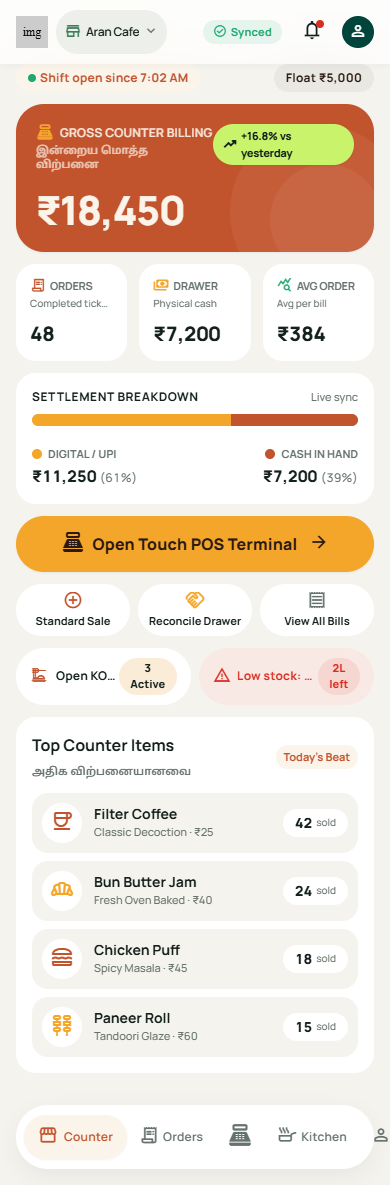 img
Aran Cafe
Synced
Shift open since 7:02 AM
Float ₹5,000
GROSS COUNTER BILLING
இன்றைய மொத்த
விற்பனை
+16.8% vs
yesterday
₹18,450
ORDERS
Completed tick...
48
DRAWER
Physical cash
₹7,200
AVG ORDER
Avg per bill
₹384
SETTLEMENT BREAKDOWN
Live sync
DIGITAL / UPI
₹11,250 (61%)
CASH IN HAND
₹7,200 (39%)
Open Touch POS Terminal
Standard Sale
Reconcile Drawer
View All Bills
Open KO...
3
Active
Low stock: ...
2L
left
Top Counter Items
அதிக விற்பனையானவை
Today's Beat
Filter Coffee
Classic Decoction · ₹25
42 sold
Bun Butter Jam
Fresh Oven Baked · ₹40
24 sold
Chicken Puff
Spicy Masala · ₹45
18 sold
Paneer Roll
Tandoori Glaze · ₹60
15 sold
Counter
Orders
Kitchen